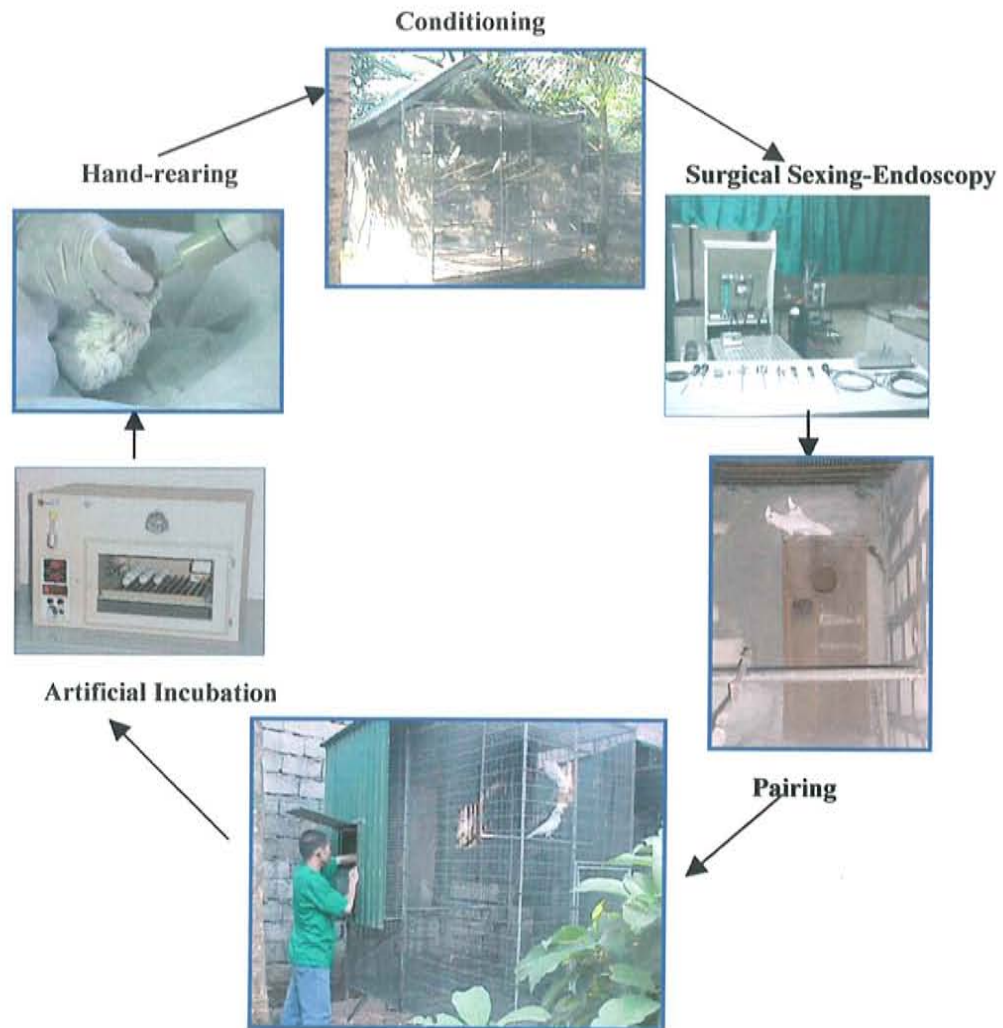 Conditioning
Hand-rearing
Surgical Sexing-Endoscopy
Artificial Incubation
Pairing